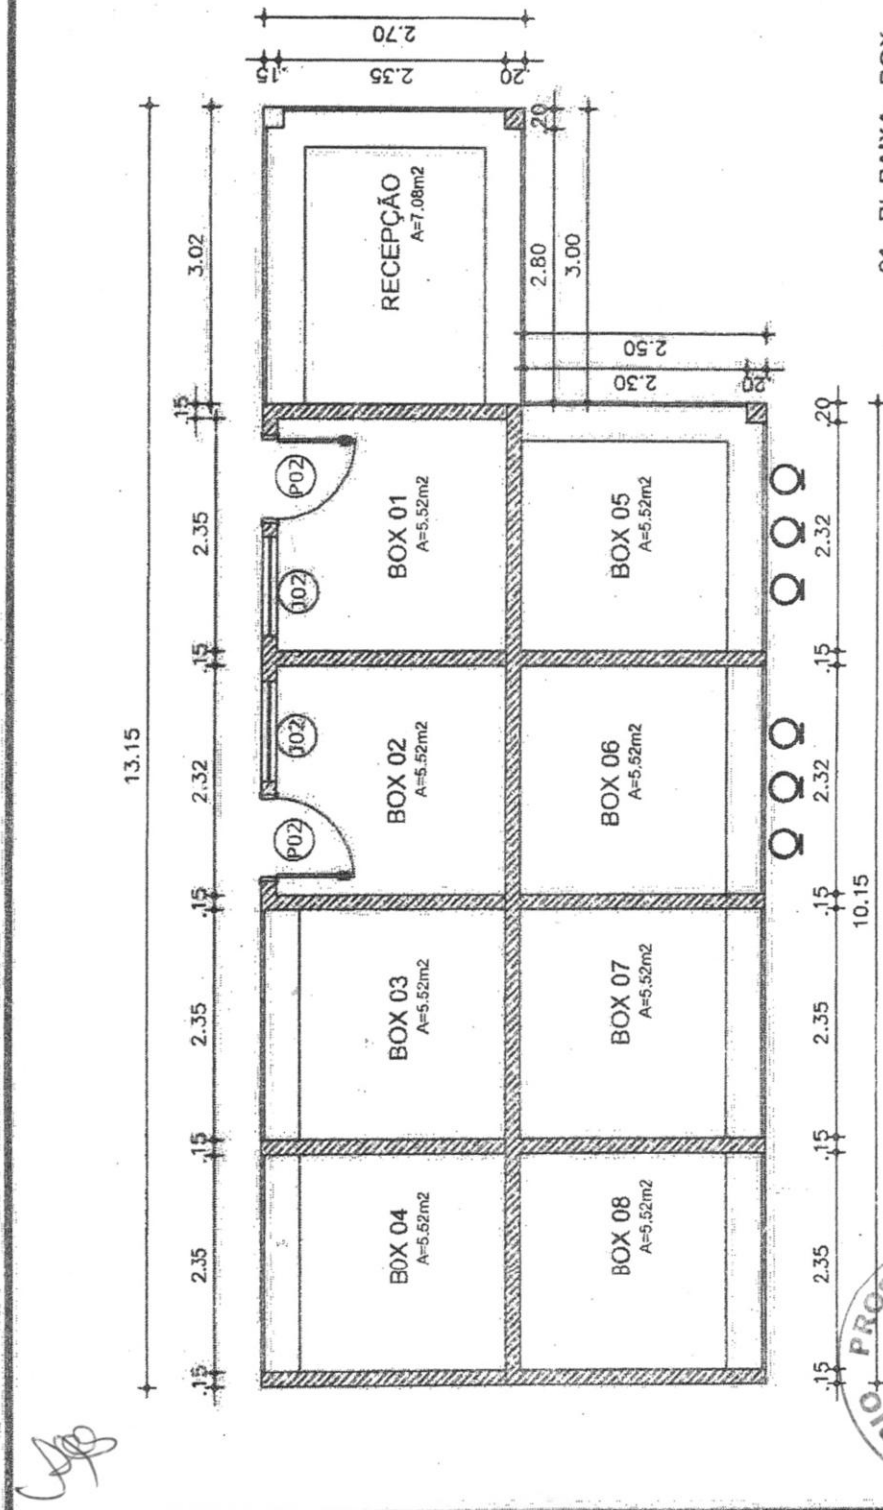 13.15
3.02
.15
2.35
.15
2.32
.15
2.35
.15
2.35
.15
2.70
.15
2.35
.20
RECEPÇÃO
A=7.08m2
.20
2.80
3.00
2.50
2.30
.20
P02
J02
BOX 01
A=5.52m2
J02
P02
BOX 02
A=5.52m2
BOX 03
A=5.52m2
BOX 04
A=5.52m2
BOX 05
A=5.52m2
BOX 06
A=5.52m2
BOX 07
A=5.52m2
BOX 08
A=5.52m2
.20
2.32
.15
2.32
.15
2.35
.15
2.35
.15
10.15